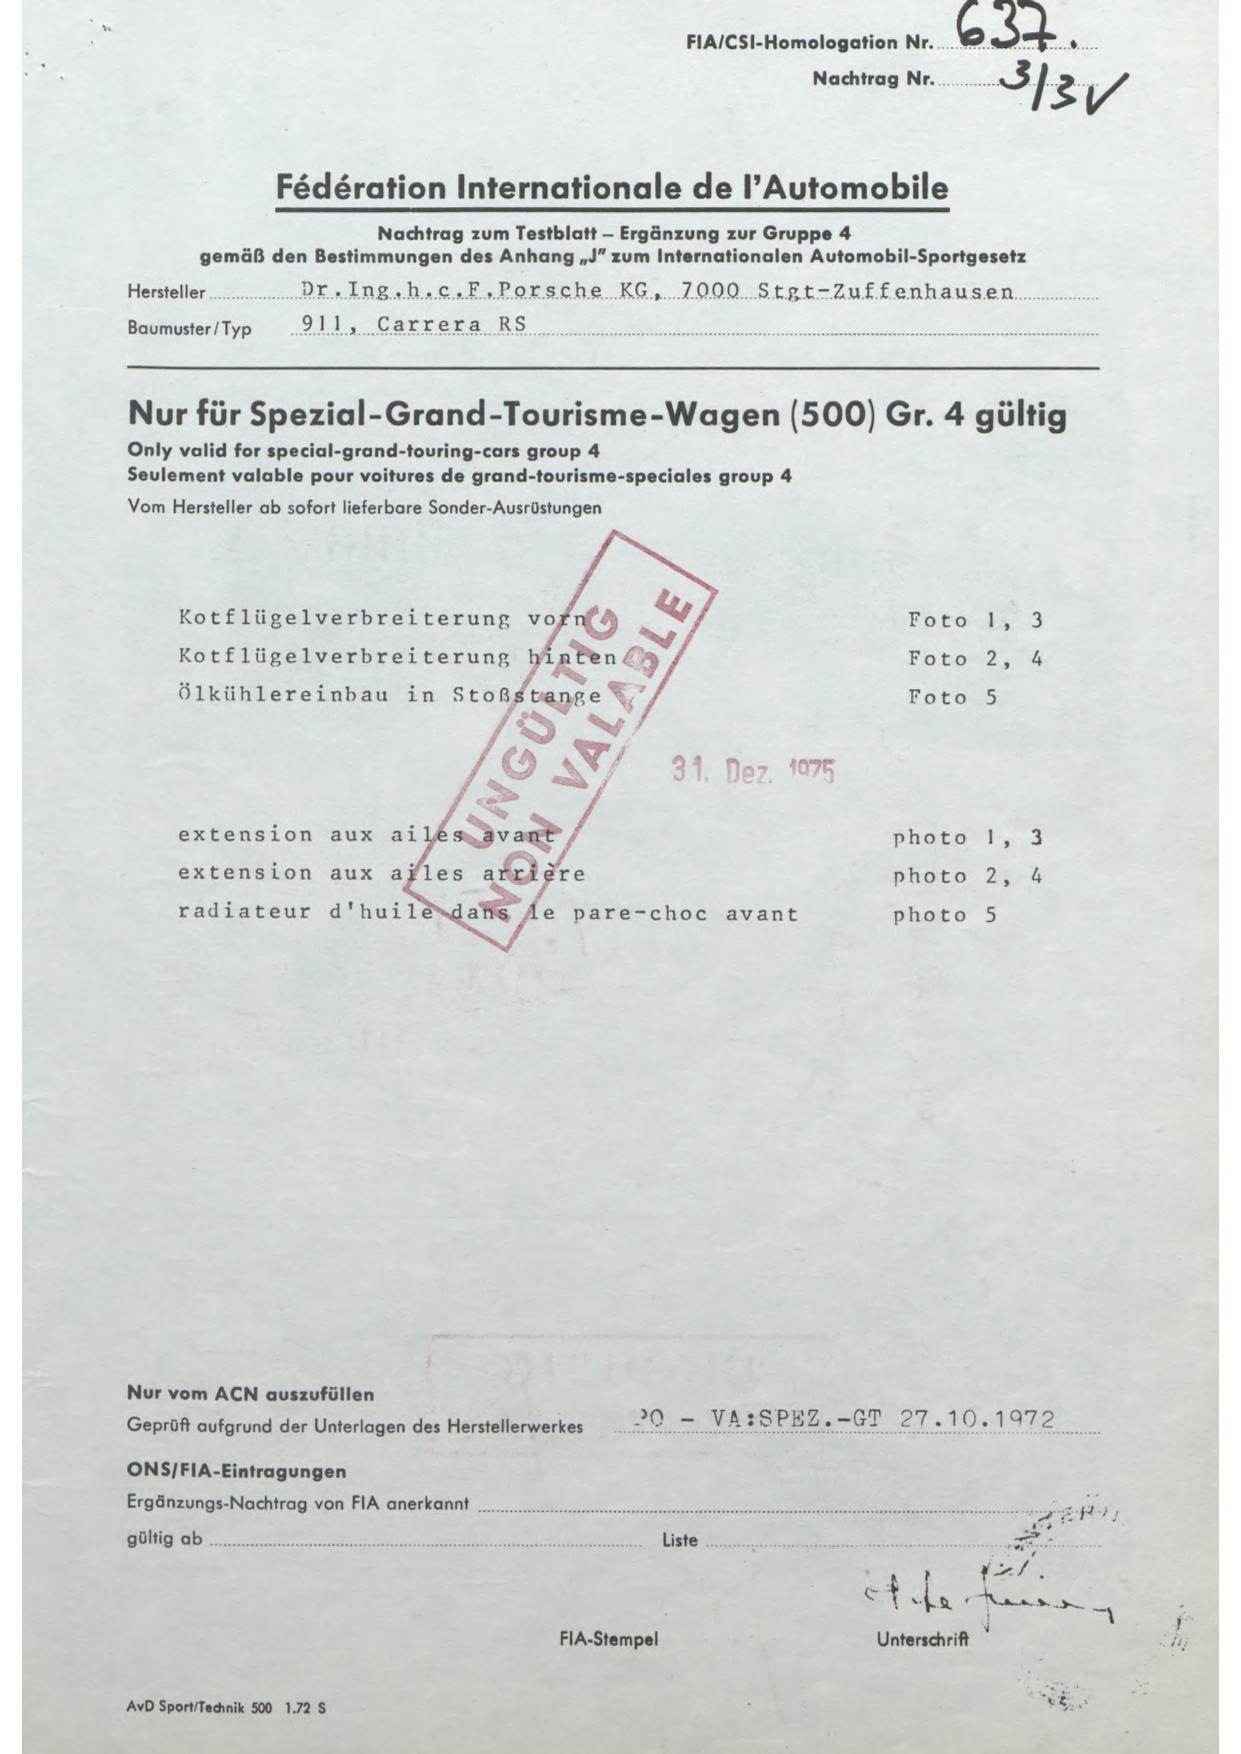 FIA/CSI-Homologation Nr. 637.
Nachtrag Nr. 3/3V
Fédération Internationale de l'Automobile
Nachtrag zum Testblatt – Ergänzung zur Gruppe 4
gemäß den Bestimmungen des Anhang „J" zum Internationalen Automobil-Sportgesetz
Hersteller Dr.Ing.h.c.F.Porsche KG, 7000 Stgt-Zuffenhausen
Baumuster/Typ 911, Carrera RS
Nur für Spezial-Grand-Tourisme-Wagen (500) Gr. 4 gültig
Only valid for special-grand-touring-cars group 4
Seulement valable pour voitures de grand-tourisme-speciales group 4
Vom Hersteller ab sofort lieferbare Sonder-Ausrüstungen
Kotflügelverbreiterung vorn Foto 1, 3
Kotflügelverbreiterung hinten Foto 2, 4
Ölkühlereinbau in Stoßstange Foto 5
UNGÜLTIG
NON VALABLE
31. Dez. 1975
extension aux ailes avant photo 1, 3
extension aux ailes arrière photo 2, 4
radiateur d'huile dans le pare-choc avant photo 5
Nur vom ACN auszufüllen
Geprüft aufgrund der Unterlagen des Herstellerwerkes PO - VA:SPEZ.-GT 27.10.1972
ONS/FIA-Eintragungen
Ergänzungs-Nachtrag von FIA anerkannt
gültig ab Liste
FIA-Stempel Unterschrift
AvD Sport/Technik 500 1.72 S